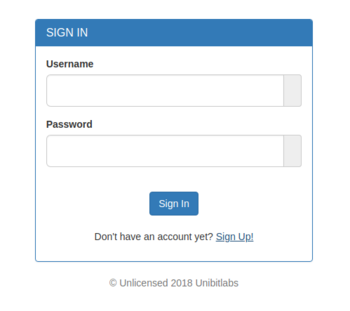 SIGN IN
Username
Password
Sign In
Don't have an account yet? Sign Up!
© Unlicensed 2018 Unibitlabs